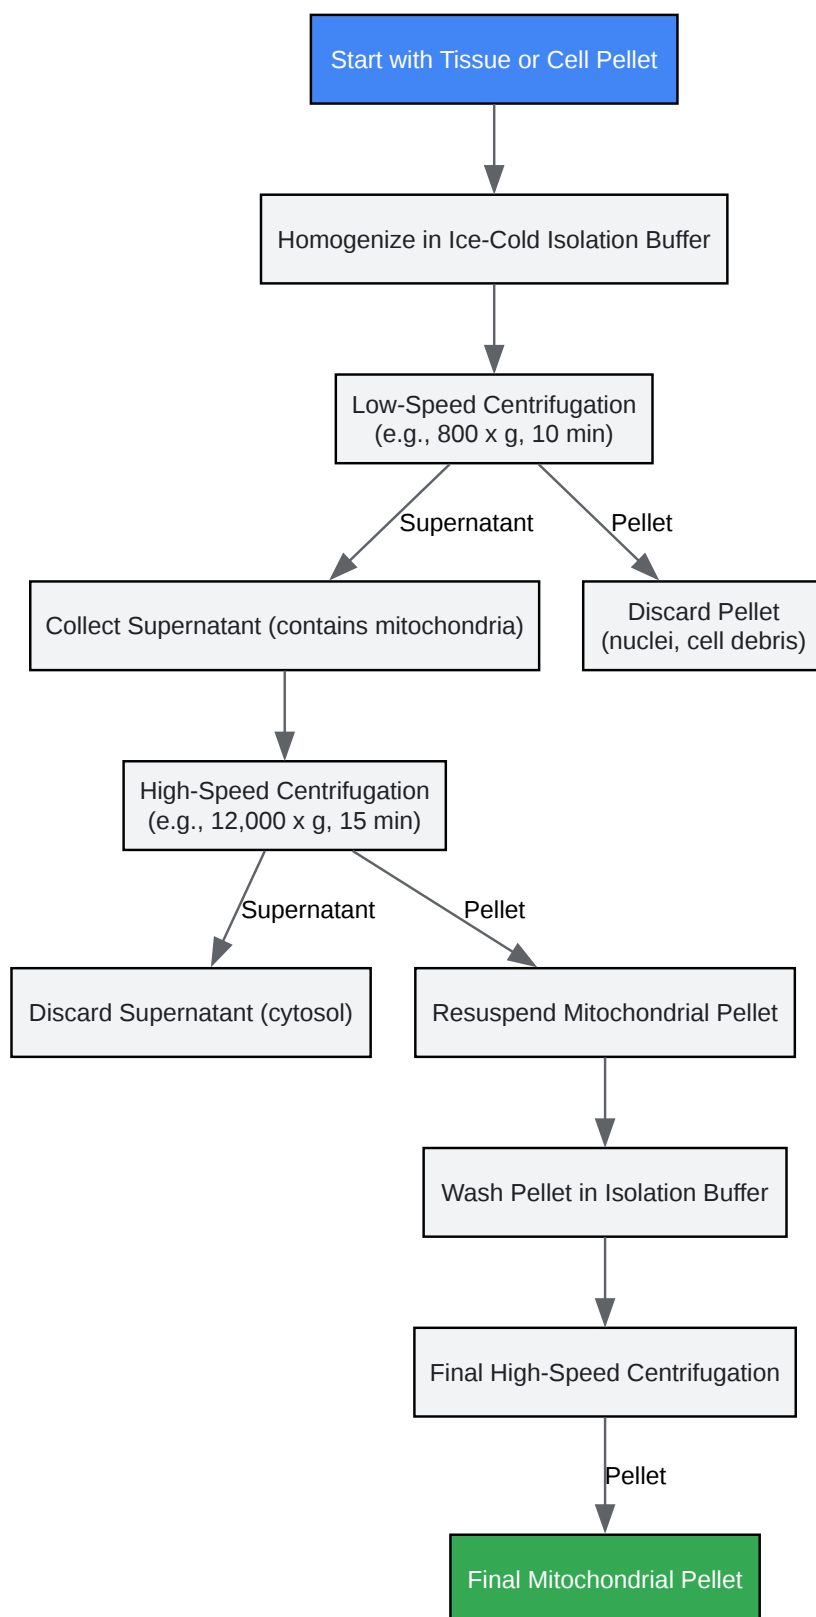 Start with Tissue or Cell Pellet
Homogenize in Ice-Cold Isolation Buffer
Low-Speed Centrifugation
(e.g., 800 x g, 10 min)
Supernatant
Pellet
Collect Supernatant (contains mitochondria)
Discard Pellet
(nuclei, cell debris)
High-Speed Centrifugation
(e.g., 12,000 x g, 15 min)
Supernatant
Pellet
Discard Supernatant (cytosol)
Resuspend Mitochondrial Pellet
Wash Pellet in Isolation Buffer
Final High-Speed Centrifugation
Pellet
Final Mitochondrial Pellet